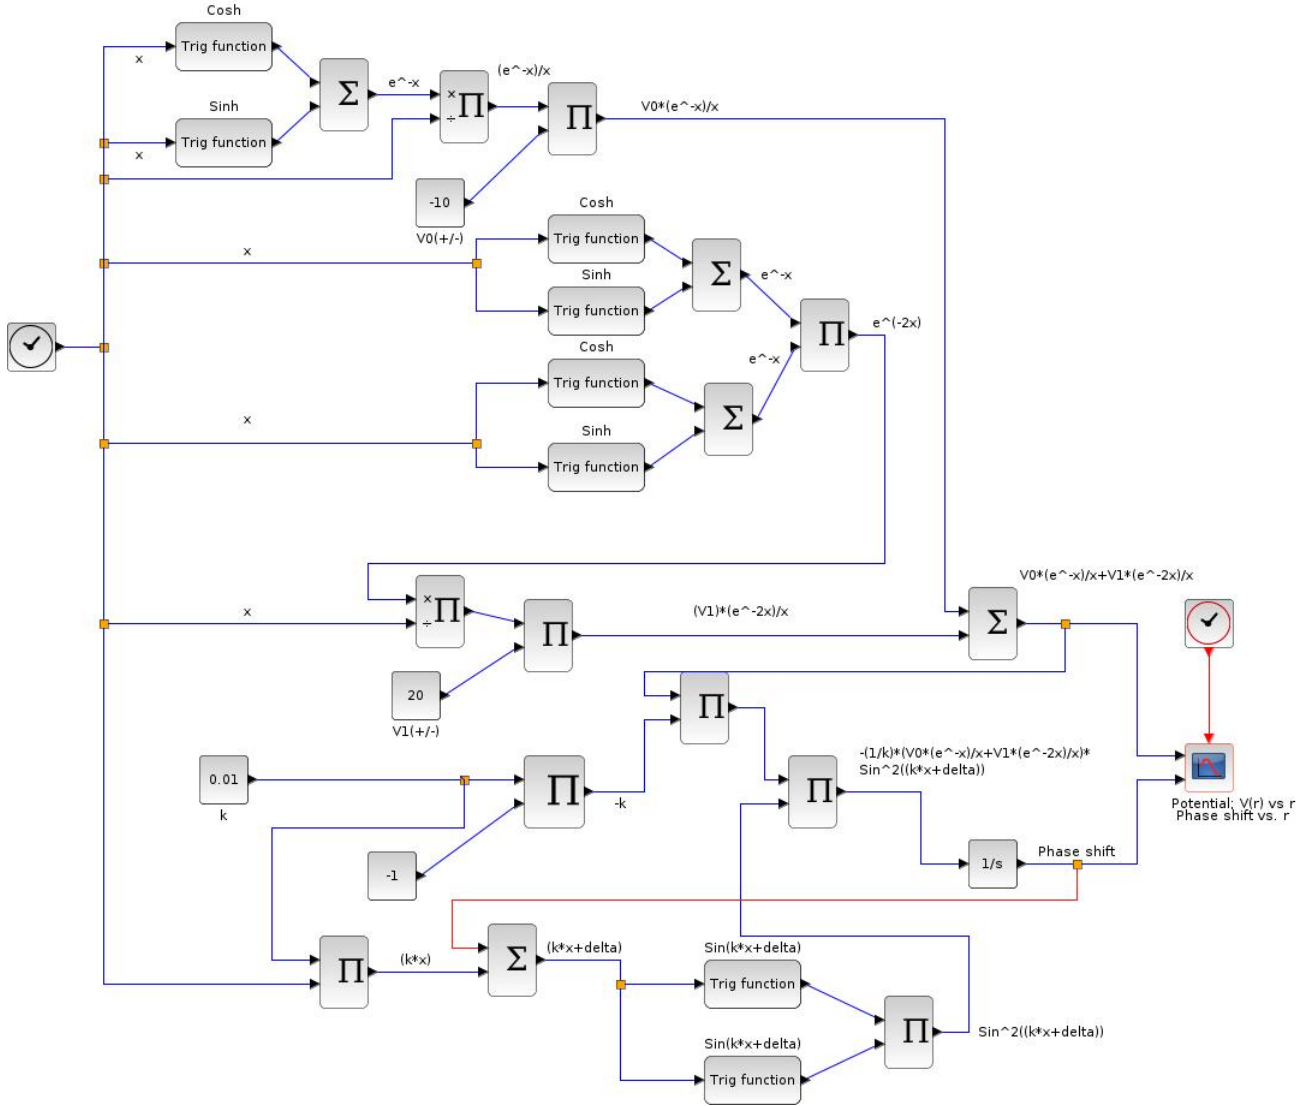 Cosh
Trig function
x
Sinh
Trig function
x
Σ
e^-x
×
÷
Π
(e^-x)/x
Π
V0*(e^-x)/x
-10
V0(+/-)
x
Cosh
Trig function
Sinh
Trig function
Σ
e^-x
Π
e^(-2x)
Cosh
Trig function
e^-x
x
Sinh
Trig function
Σ
x
×
÷
Π
Π
(V1)*(e^-2x)/x
V0*(e^-x)/x+V1*(e^-2x)/x
Σ
20
V1(+/-)
Π
0.01
k
Π
-k
-1
Π
-(1/k)*(V0*(e^-x)/x+V1*(e^-2x)/x)*
Sin^2((k*x+delta))
Potential; V(r) vs r
Phase shift vs. r
1/s
Phase shift
Π
(k*x)
Σ
(k*x+delta)
Sin(k*x+delta)
Trig function
Sin(k*x+delta)
Trig function
Π
Sin^2((k*x+delta))